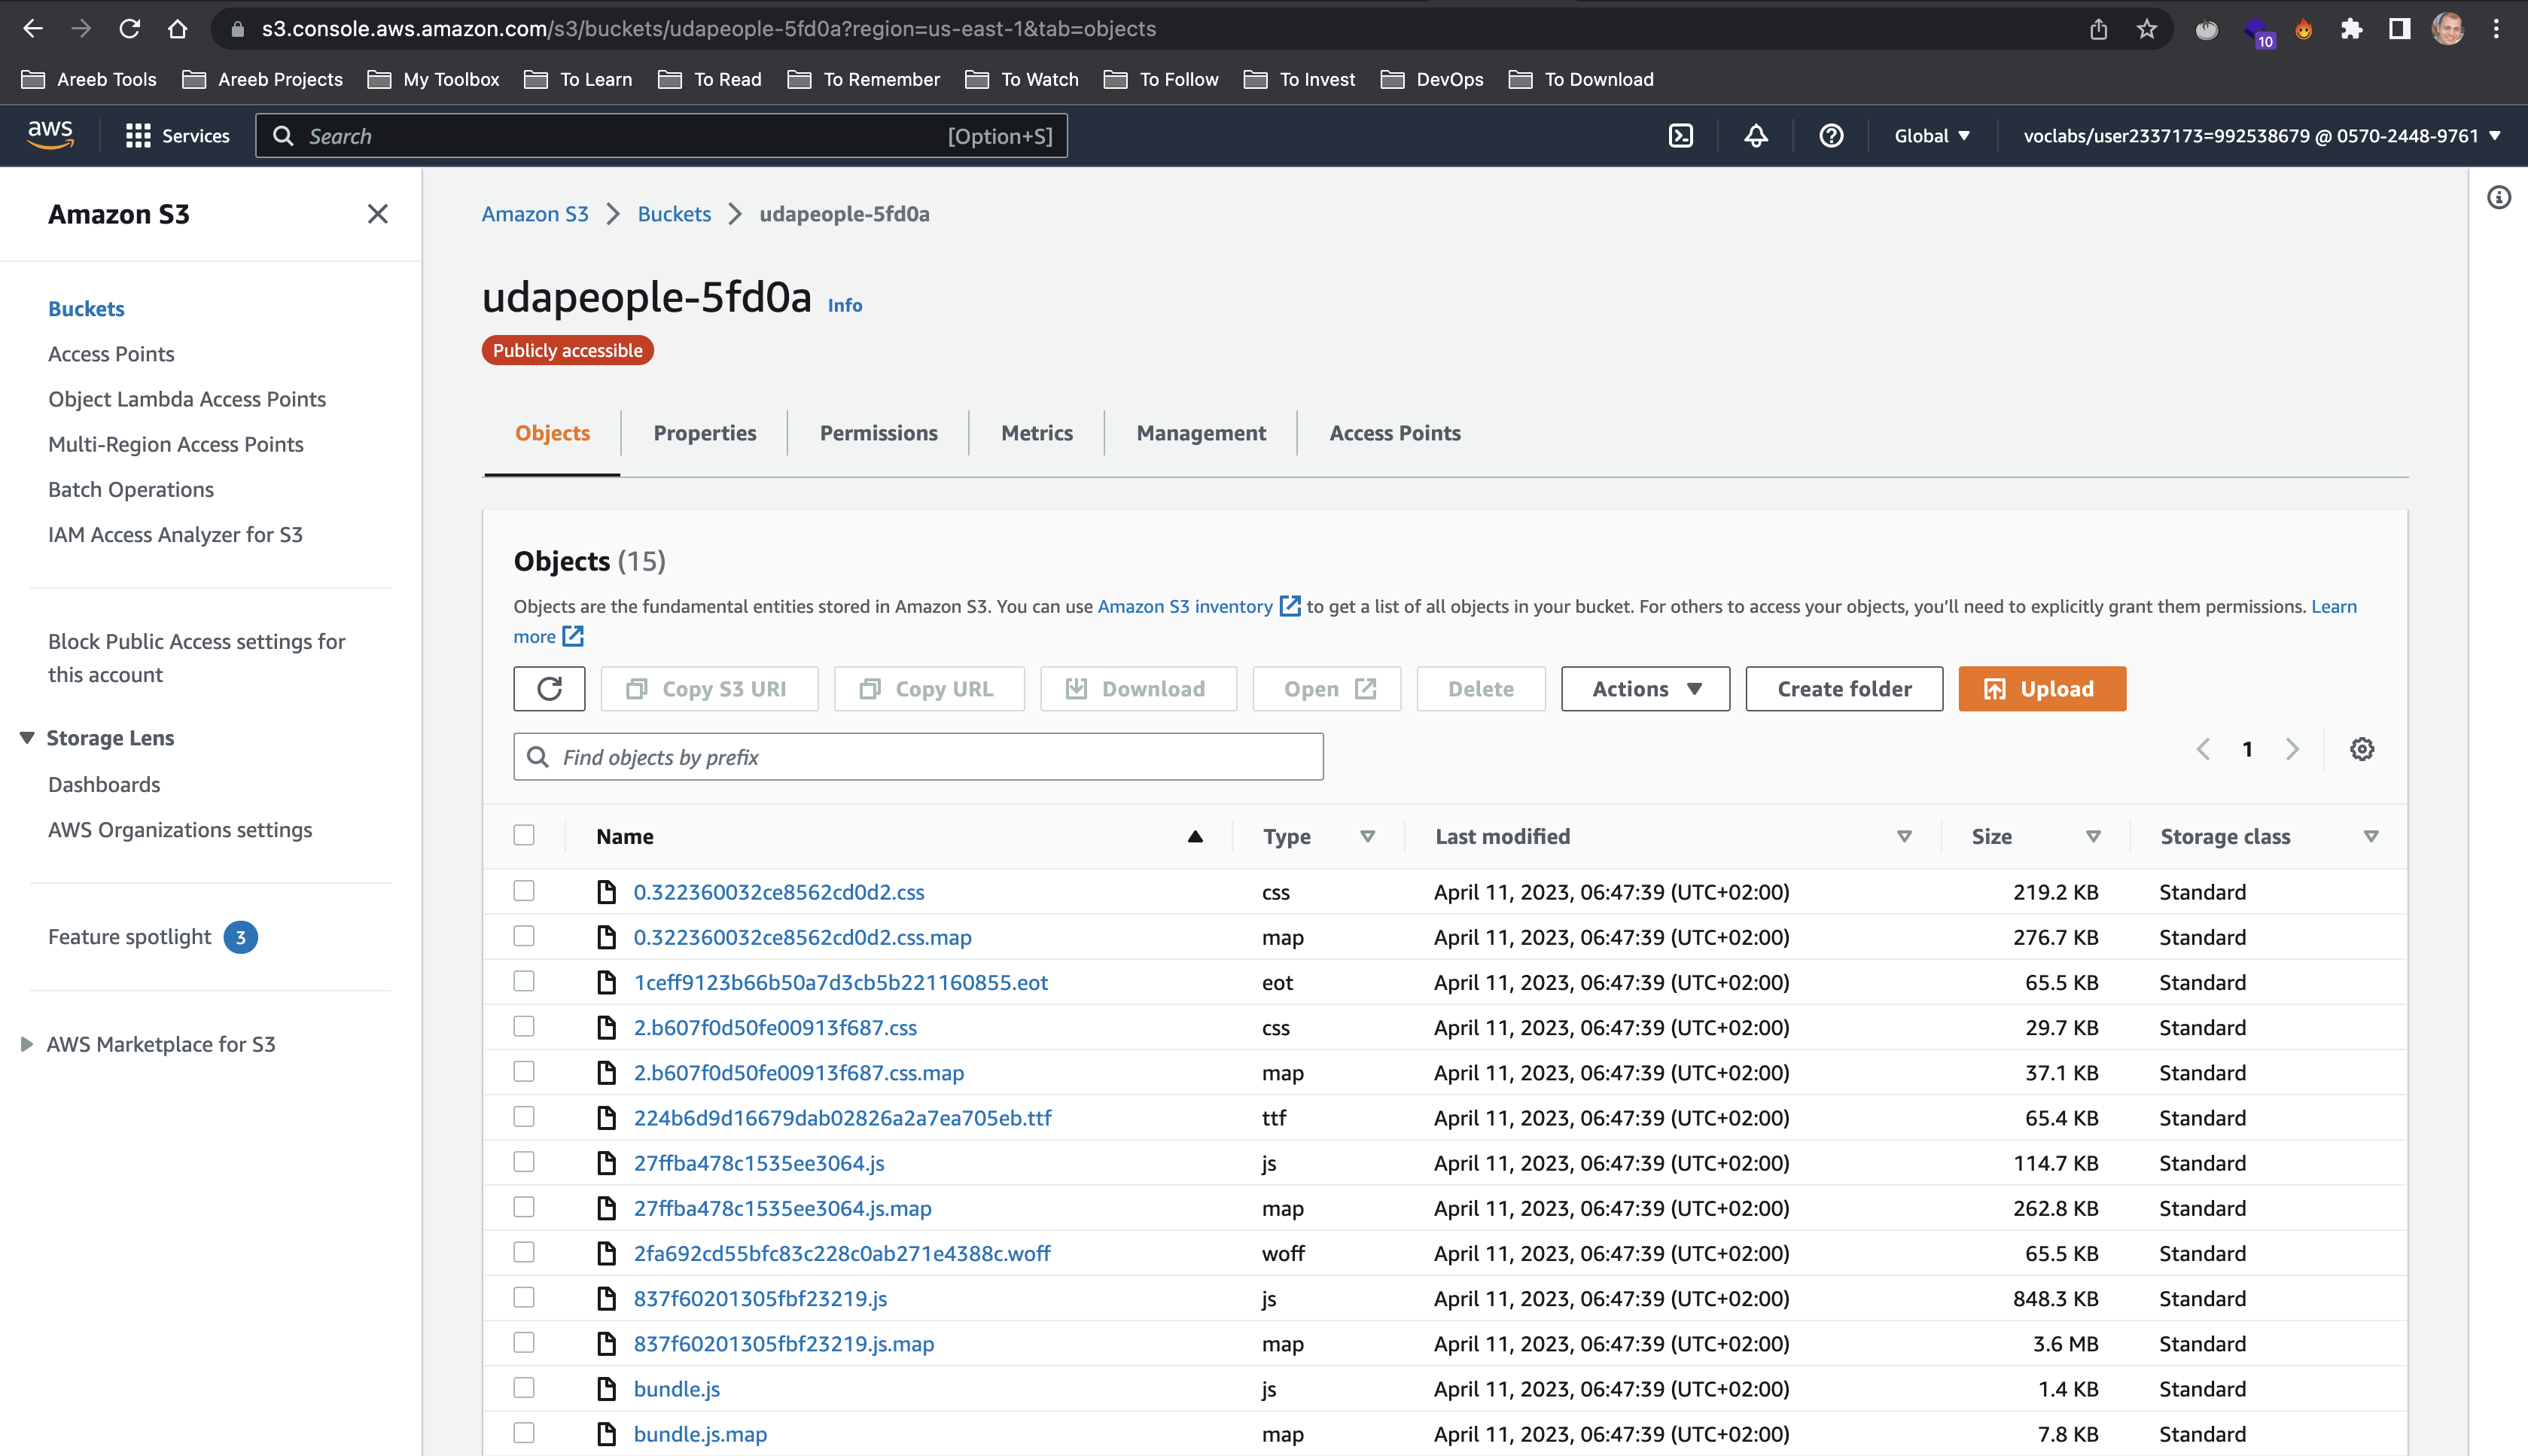 s3.console.aws.amazon.com/s3/buckets/udapeople-5fd0a?region=us-east-1&tab=objects
10
Areeb Tools Areeb Projects My Toolbox To Learn To Read To Remember To Watch To Follow To Invest DevOps To Download
aws Services Search [Option+S] Global voclabs/user2337173=992538679 @ 0570-2448-9761
Amazon S3
Buckets
Access Points
Object Lambda Access Points
Multi-Region Access Points
Batch Operations
IAM Access Analyzer for S3
Block Public Access settings for
this account
Storage Lens
Dashboards
AWS Organizations settings
Feature spotlight 3
AWS Marketplace for S3
Amazon S3 Buckets udapeople-5fd0a
udapeople-5fd0a Info
Publicly accessible
Objects Properties Permissions Metrics Management Access Points
Objects (15)
Objects are the fundamental entities stored in Amazon S3. You can use Amazon S3 inventory to get a list of all objects in your bucket. For others to access your objects, you’ll need to explicitly grant them permissions. Learn
more
Copy S3 URI Copy URL Download Open Delete Actions Create folder Upload
Find objects by prefix 1
Name Type Last modified Size Storage class
0.322360032ce8562cd0d2.css css April 11, 2023, 06:47:39 (UTC+02:00) 219.2 KB Standard
0.322360032ce8562cd0d2.css.map map April 11, 2023, 06:47:39 (UTC+02:00) 276.7 KB Standard
1ceff9123b66b50a7d3cb5b221160855.eot eot April 11, 2023, 06:47:39 (UTC+02:00) 65.5 KB Standard
2.b607f0d50fe00913f687.css css April 11, 2023, 06:47:39 (UTC+02:00) 29.7 KB Standard
2.b607f0d50fe00913f687.css.map map April 11, 2023, 06:47:39 (UTC+02:00) 37.1 KB Standard
224b6d9d16679dab02826a2a7ea705eb.ttf ttf April 11, 2023, 06:47:39 (UTC+02:00) 65.4 KB Standard
27ffba478c1535ee3064.js js April 11, 2023, 06:47:39 (UTC+02:00) 114.7 KB Standard
27ffba478c1535ee3064.js.map map April 11, 2023, 06:47:39 (UTC+02:00) 262.8 KB Standard
2fa692cd55bfc83c228c0ab271e4388c.woff woff April 11, 2023, 06:47:39 (UTC+02:00) 65.5 KB Standard
837f60201305fbf23219.js js April 11, 2023, 06:47:39 (UTC+02:00) 848.3 KB Standard
837f60201305fbf23219.js.map map April 11, 2023, 06:47:39 (UTC+02:00) 3.6 MB Standard
bundle.js js April 11, 2023, 06:47:39 (UTC+02:00) 1.4 KB Standard
bundle.js.map map April 11, 2023, 06:47:39 (UTC+02:00) 7.8 KB Standard